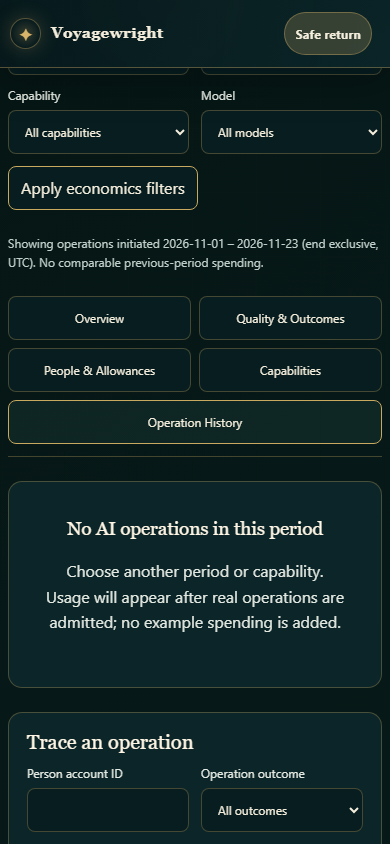 Voyagewright
Safe return
Capability
Model
All capabilities
All models
Apply economics filters
Showing operations initiated 2026-11-01 – 2026-11-23 (end exclusive,
UTC). No comparable previous-period spending.
Overview
Quality & Outcomes
People & Allowances
Capabilities
Operation History
No AI operations in this period
Choose another period or capability.
Usage will appear after real operations are
admitted; no example spending is added.
Trace an operation
Person account ID
Operation outcome
All outcomes